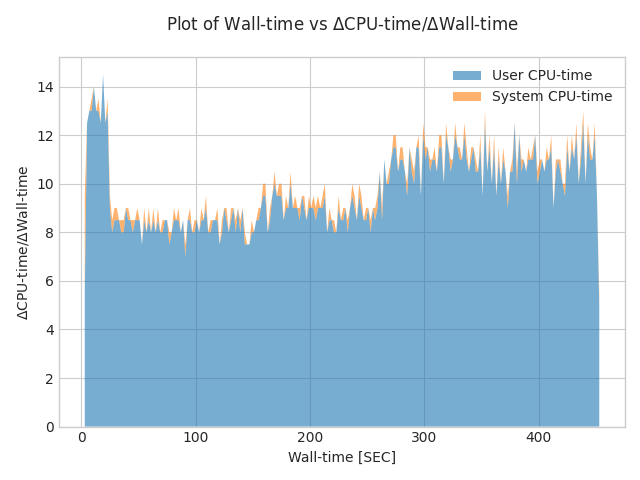 Plot of Wall-time vs ΔCPU-time/ΔWall-time
ΔCPU-time/ΔWall-time
User CPU-time
System CPU-time
14
12
10
8
6
4
2
0
0 100 200 300 400
Wall-time [SEC]